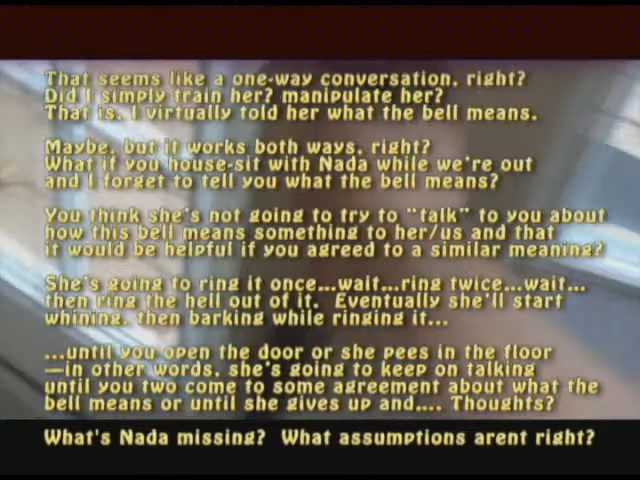 That seems like a one-way conversation, right?
Did I simply train her? manipulate her?
That is, I virtually told her what the bell means.
Maybe, but it works both ways, right?
What if you house-sit with Nada while we're out
and I forget to tell you what the bell means?
You think she's not going to try to "talk" to you about
how this bell means something to her/us and that
it would be helpful if you agreed to a similar meaning?
She's going to ring it once...wait...ring twice...wait...
then ring the hell out of it. Eventually she'll start
whining, then barking while ringing it...
...until you open the door or she pees in the floor
—in other words, she's going to keep on talking
until you two come to some agreement about what the
bell means or until she gives up and.... Thoughts?
What's Nada missing? What assumptions arent right?